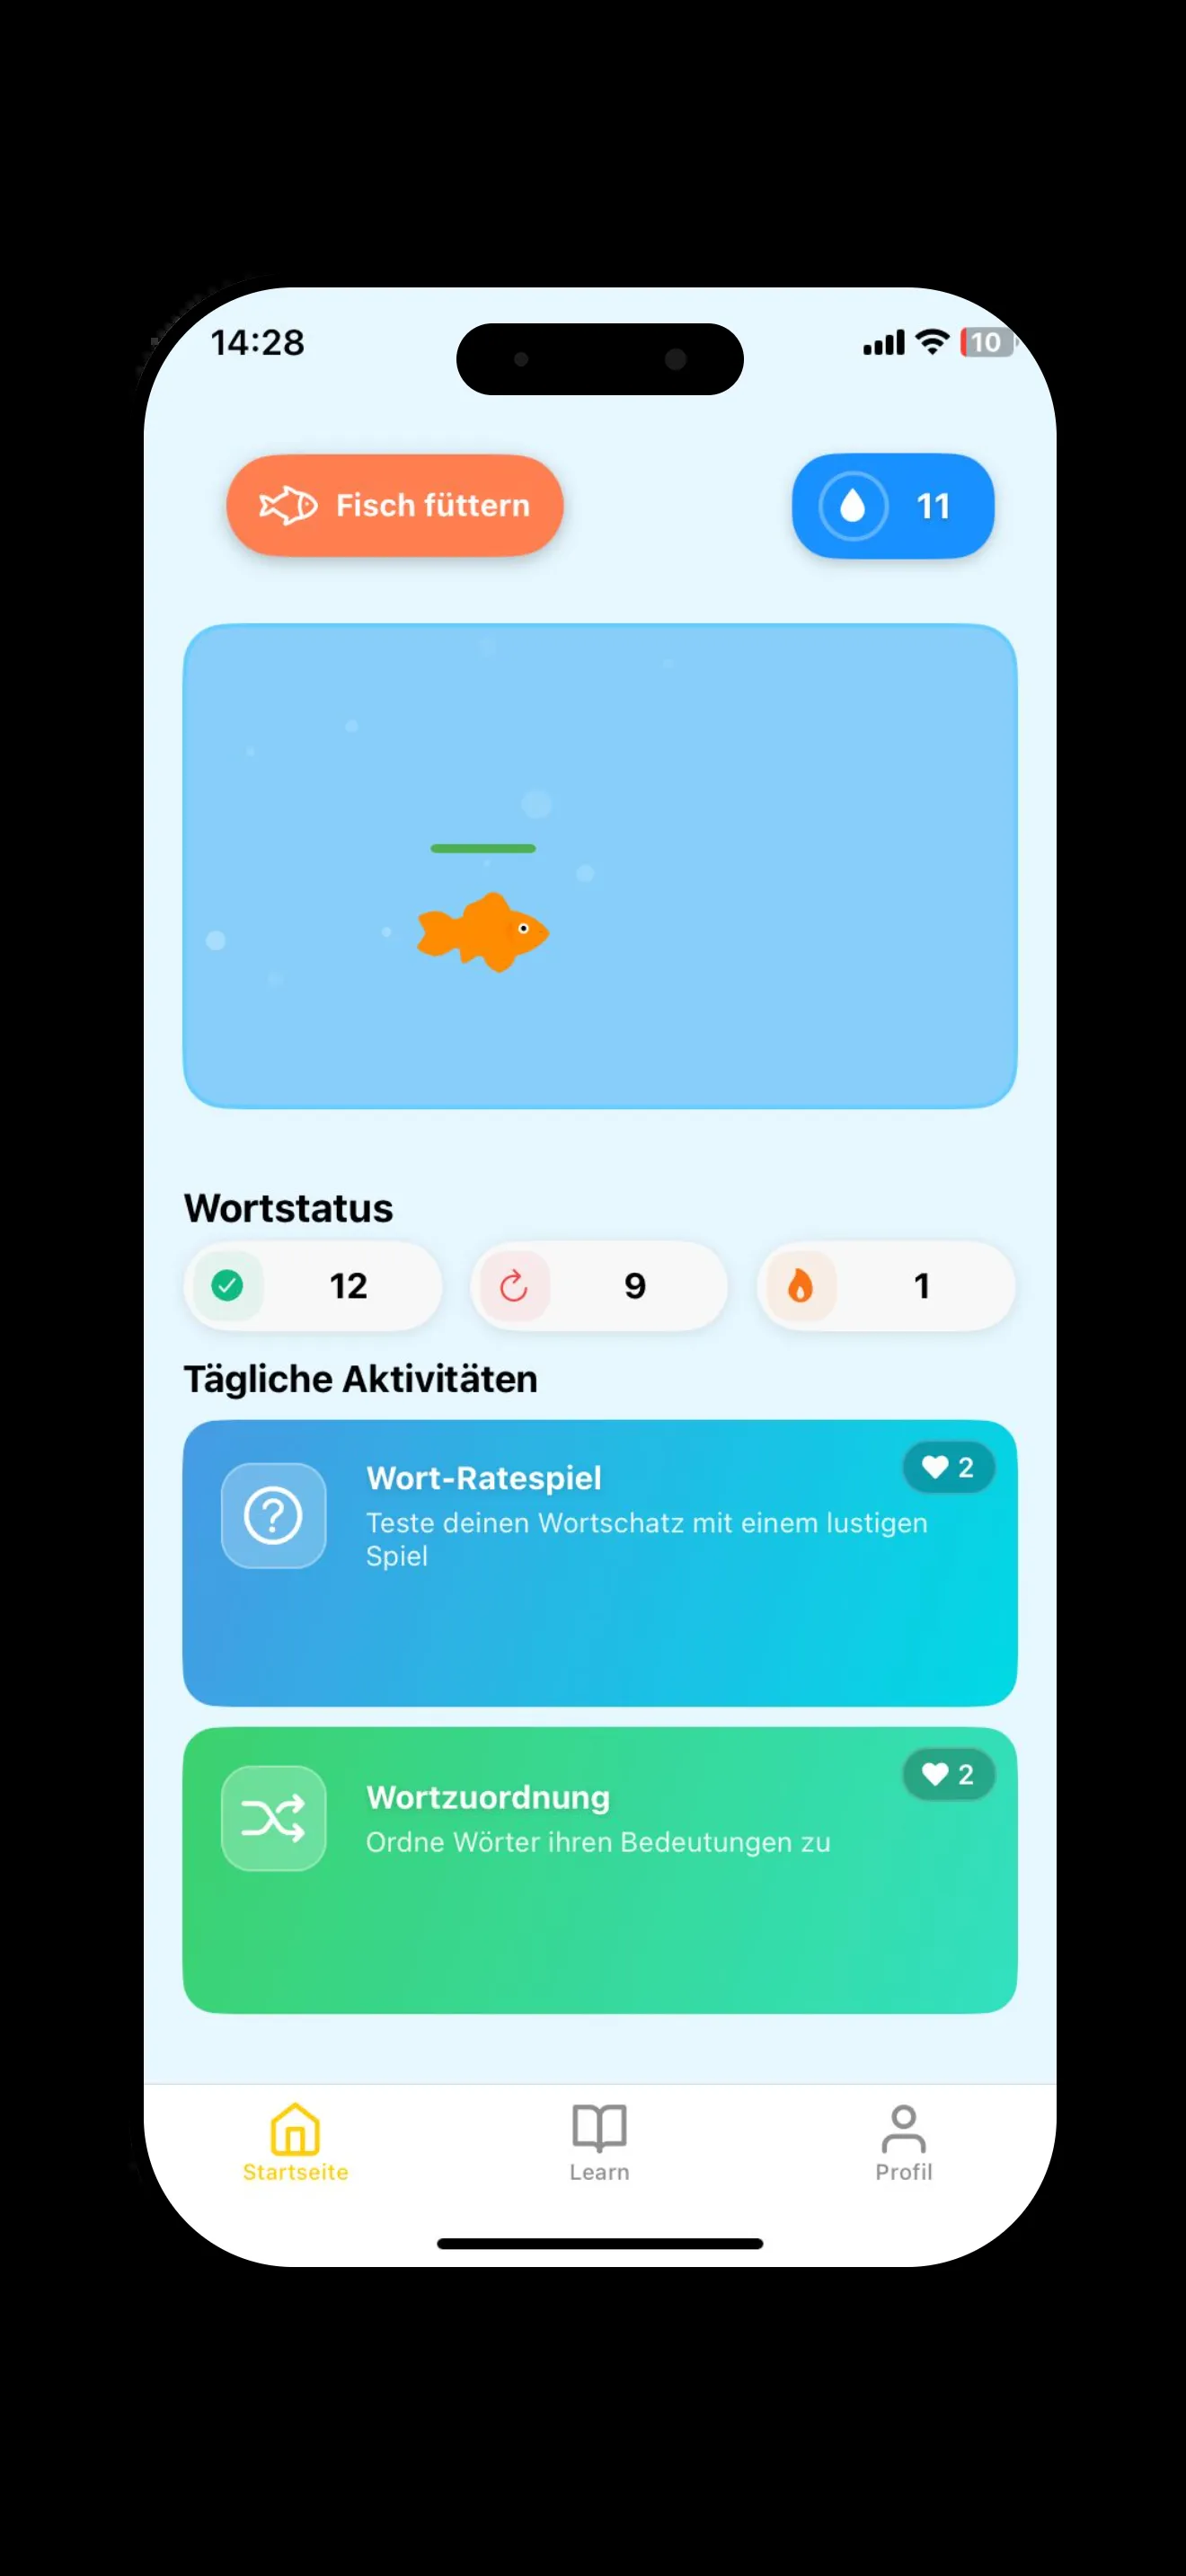 14:28
10
Fisch füttern
11
Wortstatus
12
9
1
Tägliche Aktivitäten
2
Wort-Ratespiel
Teste deinen Wortschatz mit einem lustigen
Spiel
2
Wortzuordnung
Ordne Wörter ihren Bedeutungen zu
Startseite
Learn
Profil